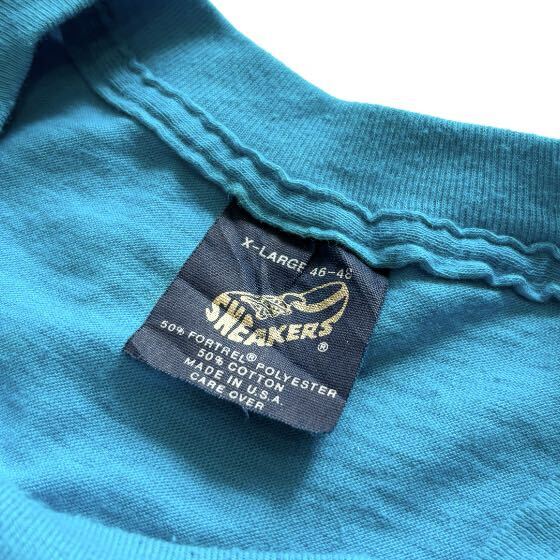 X-LARGE 46-48
SNEAKERS®
50% FORTREL® POLYESTER
50% COTTON
MADE IN U.S.A.
CARE OVER